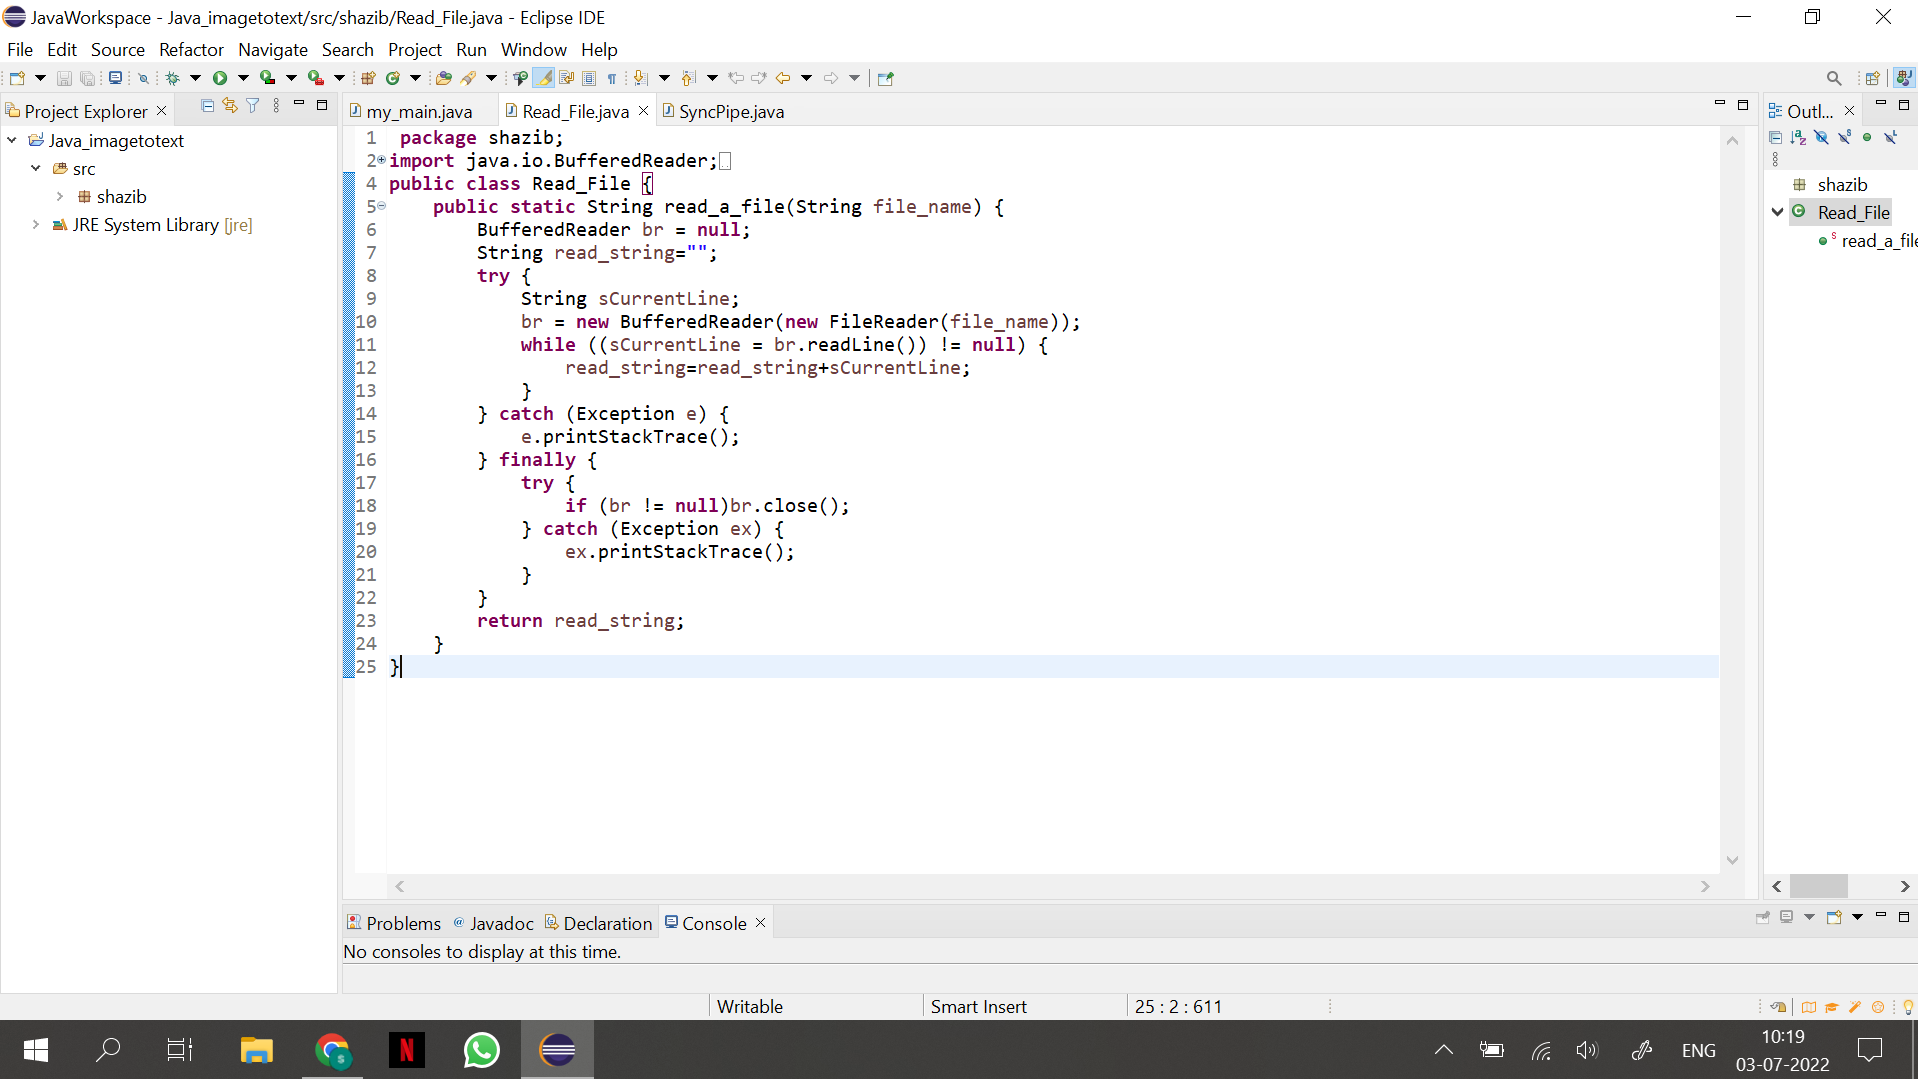 JavaWorkspace - Java_imagetotext/src/shazib/Read_File.java - Eclipse IDE
File Edit Source Refactor Navigate Search Project Run Window Help
Project Explorer
Java_imagetotext
src
shazib
JRE System Library [jre]
my_main.java Read_File.java SyncPipe.java
1 package shazib;
2 import java.io.BufferedReader;
4 public class Read_File {
5 public static String read_a_file(String file_name) {
6 BufferedReader br = null;
7 String read_string="";
8 try {
9 String sCurrentLine;
10 br = new BufferedReader(new FileReader(file_name));
11 while ((sCurrentLine = br.readLine()) != null) {
12 read_string=read_string+sCurrentLine;
13 }
14 } catch (Exception e) {
15 e.printStackTrace();
16 } finally {
17 try {
18 if (br != null)br.close();
19 } catch (Exception ex) {
20 ex.printStackTrace();
21 }
22 }
23 return read_string;
24 }
25 }
Outl...
shazib
Read_File
read_a_file
Problems Javadoc Declaration Console
No consoles to display at this time.
Writable Smart Insert 25 : 2 : 611
ENG
10:19
03-07-2022